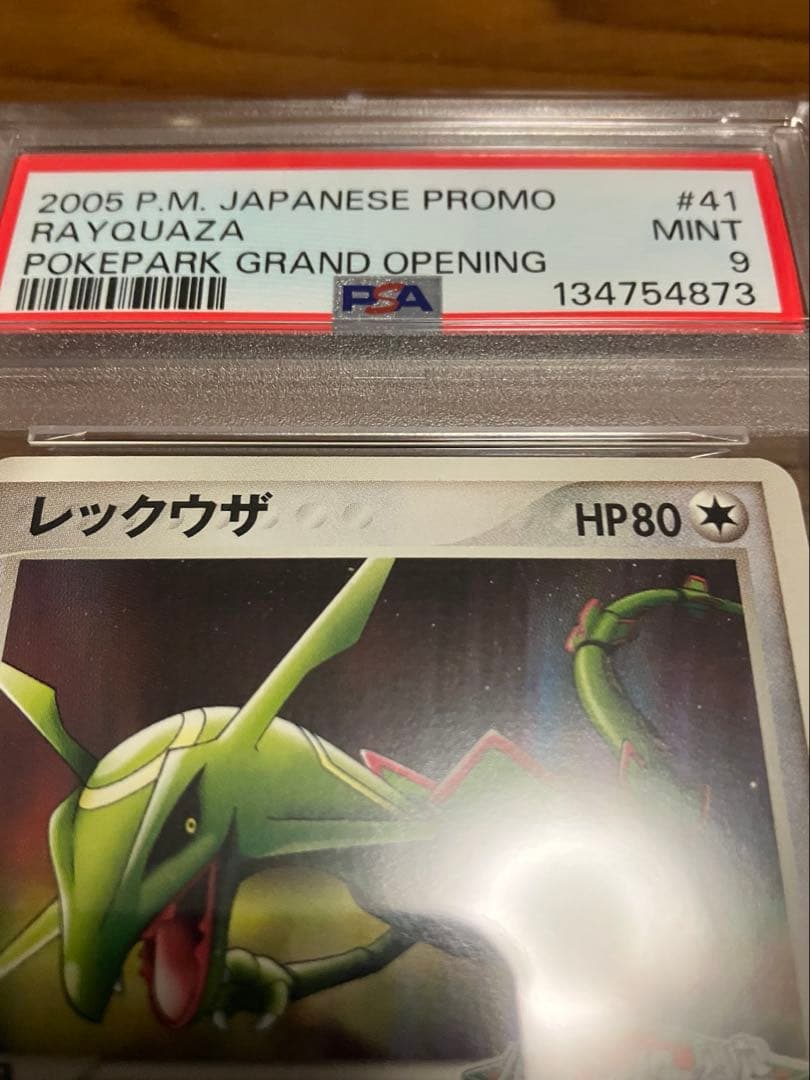 2005 P.M. JAPANESE PROMO #41
RAYQUAZA MINT
POKEPARK GRAND OPENING 9
PSA 134754873
レックウザ HP80